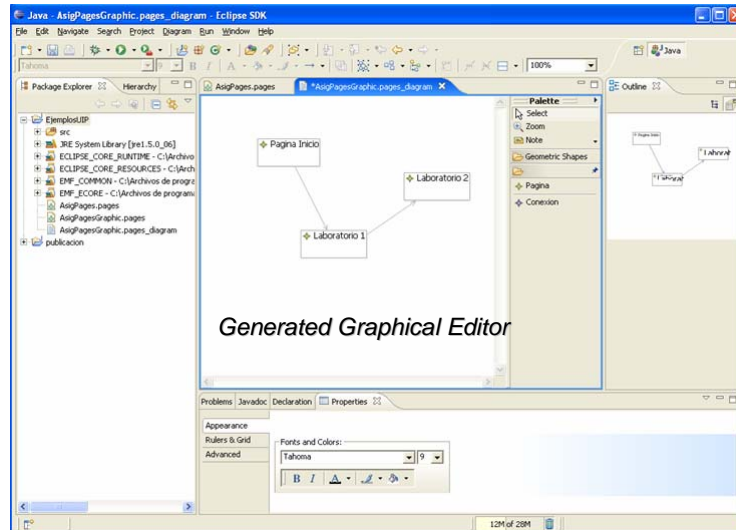 Java - AsigPagesGraphic.pages_diagram - Eclipse SDK
File Edit Navigate Search Project Diagram Run Window Help
Java
Tahoma 9 B I A 100%
Package Explorer Hierarchy
EjemplosUIP
src
JRE System Library [jre1.5.0_06]
ECLIPSE_CORE_RUNTIME - C:\Archivo
ECLIPSE_CORE_RESOURCES - C:\Arch
EMF_COMMON - C:\Archivos de progra
EMF_ECORE - C:\Archivos de program
AsigPages.pages
AsigPagesGraphic.pages
AsigPagesGraphic.pages_diagram
publicacion
AsigPages.pages *AsigPagesGraphic.pages_diagram
Pagina Inicio
Laboratorio 2
Laboratorio 1
Generated Graphical Editor
Palette
Select
Zoom
Note
Geometric Shapes
Pagina
Conexion
Outline
Problems Javadoc Declaration Properties
Appearance
Rulers & Grid
Advanced
Fonts and Colors:
Tahoma 9
B I A
12M of 28M